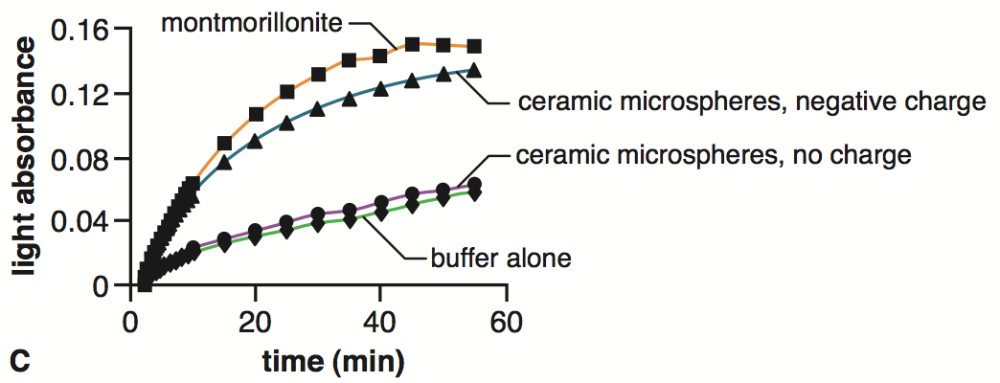 0.16
montmorillonite
0.12
ceramic microspheres, negative charge
0.08
ceramic microspheres, no charge
0.04
buffer alone
0
light absorbance
0 20 40 60
time (min)
C